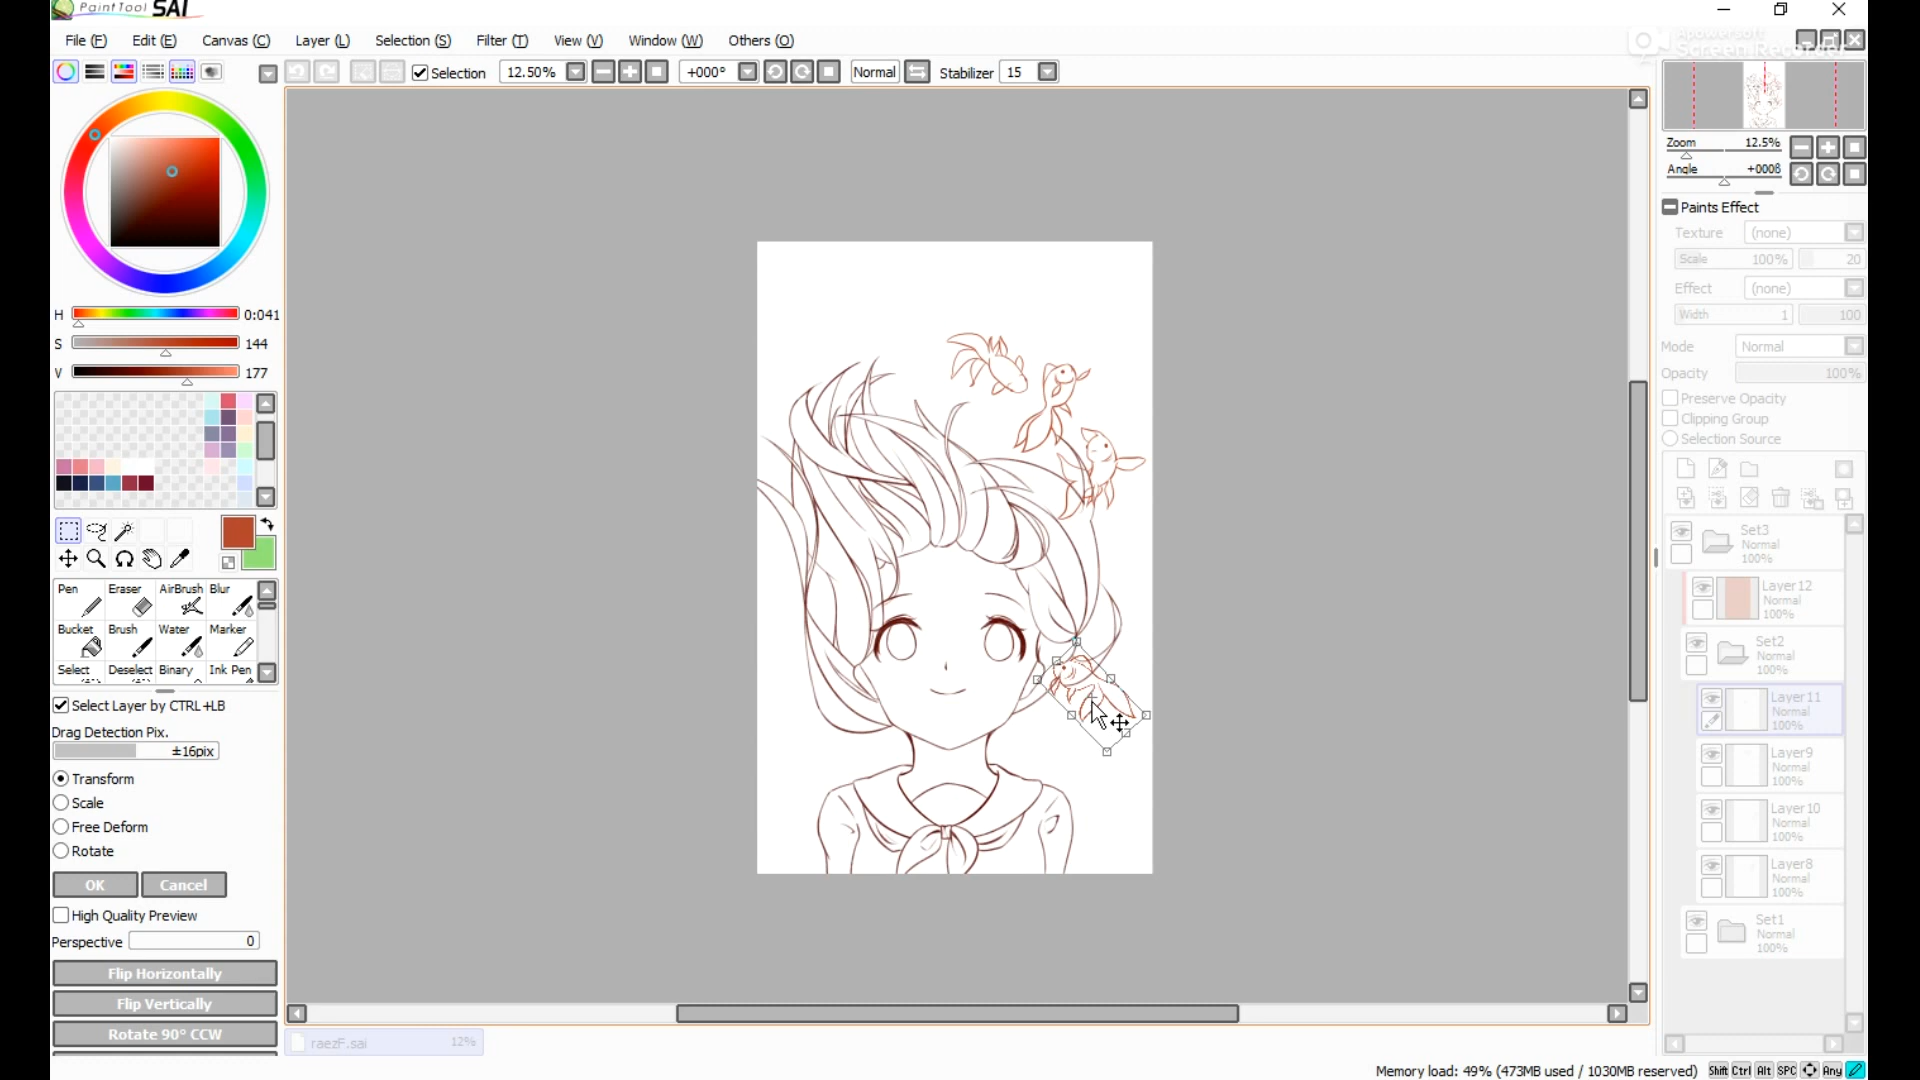 PaintTool SAI
File (F) Edit (E) Canvas (C) Layer (L) Selection (S) Filter (T) View (V) Window (W) Others (O)
Apowersoft
Screen Recorder
Selection 12.50% +000° Normal Stabilizer 15
Zoom 12.5%
Angle +000ß
H 0:041
S 144
V 177
Paints Effect
Texture (none)
Scale 100% 20
Effect (none)
Width 1 100
Mode Normal
Opacity 100%
Preserve Opacity
Clipping Group
Selection Source
Pen Eraser AirBrush Blur
Bucket Brush Water Marker
Select Deselect Binary Ink Pen
Select Layer by CTRL+LB
Drag Detection Pix.
±16pix
Transform
Scale
Free Deform
Rotate
OK Cancel
High Quality Preview
Perspective 0
Flip Horizontally
Flip Vertically
Rotate 90° CCW
Set3
Normal
100%
Layer12
Normal
100%
Set2
Normal
100%
Layer11
Normal
100%
Layer9
Normal
100%
Layer10
Normal
100%
Layer8
Normal
100%
Set1
Normal
100%
raezF.sai 12%
Memory load: 49% (473MB used / 1030MB reserved) Shift Ctrl Alt SPC Any